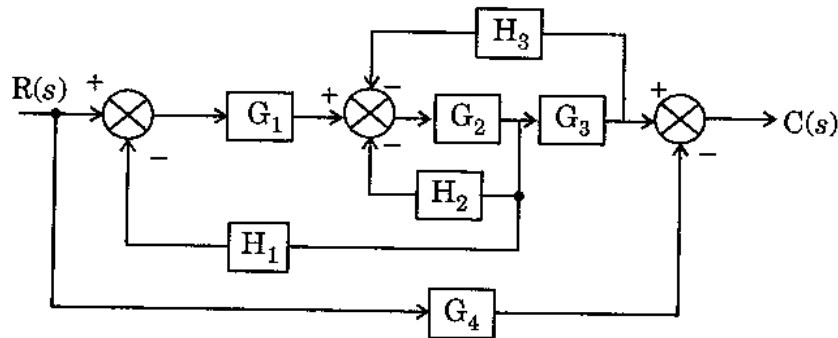 H₃
R(s) + + − + C(s)
G₁ G₂ G₃
− − −
H₂
H₁
G₄